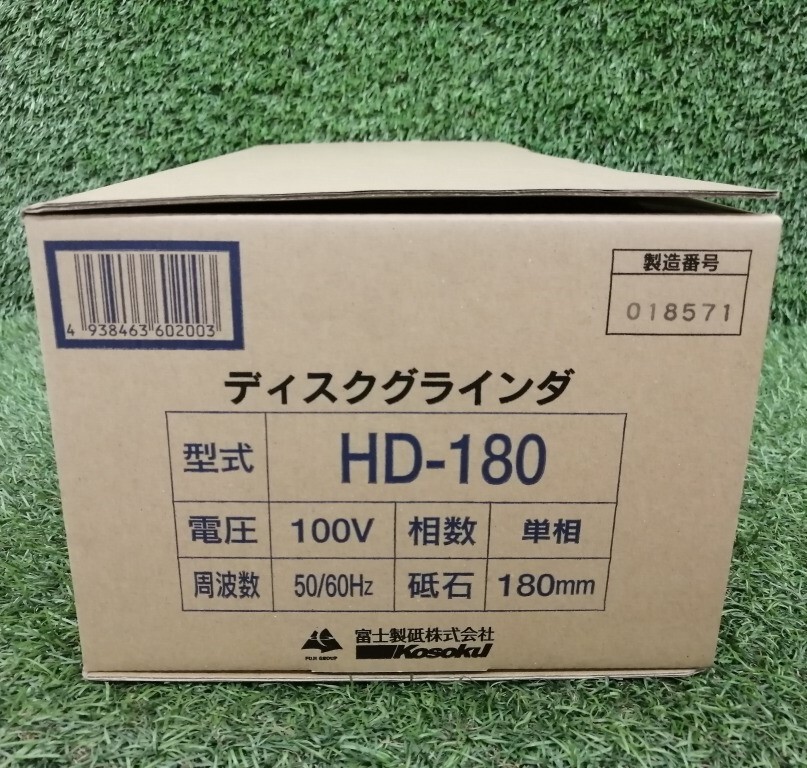 4 938463 602003
製造番号
018571
ディスクグラインダ
型式 HD-180
電圧 100V 相数 単相
周波数 50/60Hz 砥石 180mm
富士製砥株式会社
FUJI GROUP Kosoku